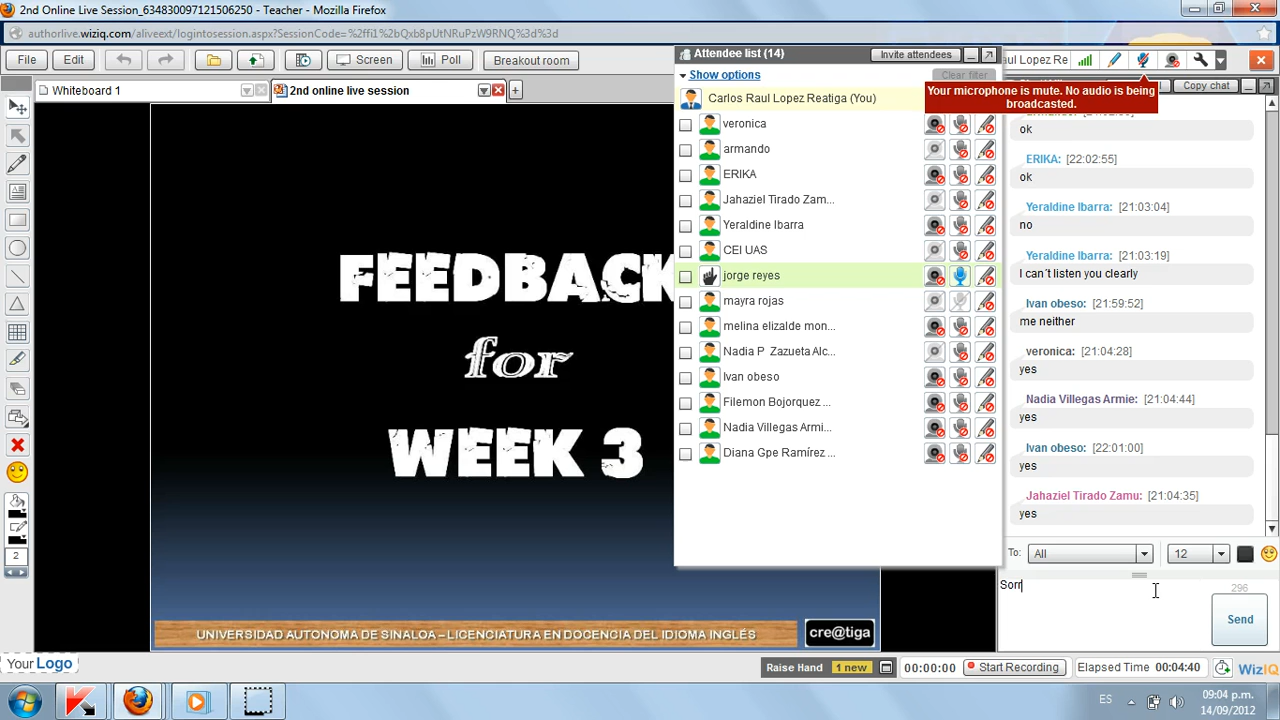 2nd Online Live Session_634830097121506250 - Teacher - Mozilla Firefox
authorlive.wiziq.com/aliveext/logintosession.aspx?SessionCode=%2ffi1%2bQxb8pUtNRuPzW9RNQ%3d%3d
File
Edit
Screen
Poll
Breakout room
Attendee list (14)
Invite attendees
aul Lopez Re
Whiteboard 1
2nd online live session
Show options
Clear filter
Copy chat
Your microphone is mute. No audio is being
broadcasted.
Carlos Raul Lopez Reatiga (You)
veronica
armando
ERIKA
Jahaziel Tirado Zam...
Yeraldine Ibarra
CEI UAS
jorge reyes
mayra rojas
melina elizalde mon...
Nadia P Zazueta Alc...
Ivan obeso
Filemon Bojorquez ...
Nadia Villegas Armi...
Diana Gpe Ramírez ...
ok
ERIKA: [22:02:55]
ok
Yeraldine Ibarra: [21:03:04]
no
Yeraldine Ibarra: [21:03:19]
I can´t listen you clearly
Ivan obeso: [21:59:52]
me neither
veronica: [21:04:28]
yes
Nadia Villegas Armie: [21:04:44]
yes
Ivan obeso: [22:01:00]
yes
Jahaziel Tirado Zamu: [21:04:35]
yes
To: All 12
Sorr
296
Send
FEEDBACK
for
WEEK 3
UNIVERSIDAD AUTONOMA DE SINALOA – LICENCIATURA EN DOCENCIA DEL IDIOMA INGLÉS
cre@tiga
2
Your Logo
Raise Hand 1 new
00:00:00
Start Recording
Elapsed Time 00:04:40
WizIQ
ES
09:04 p.m.
14/09/2012